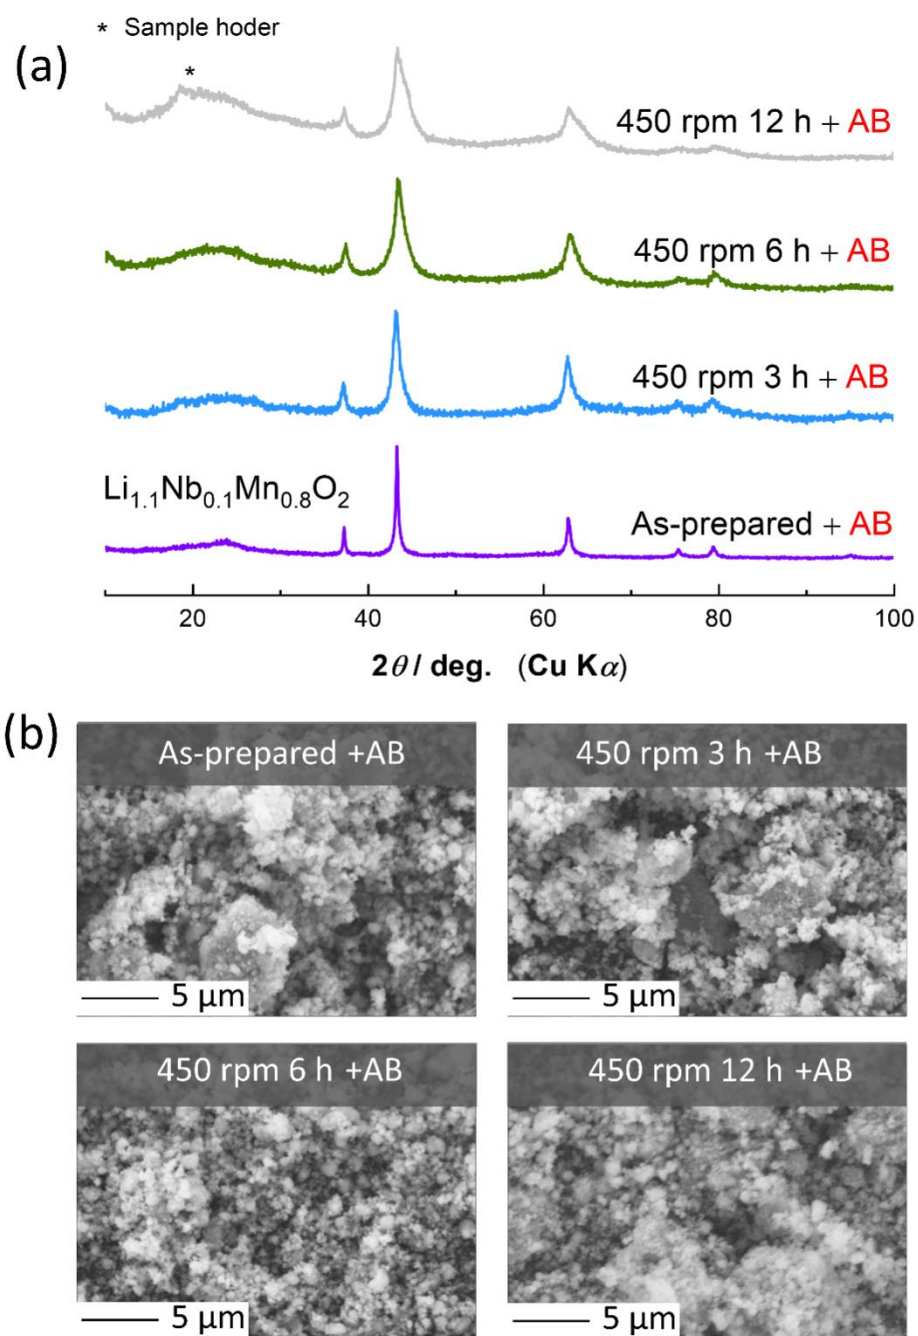 * Sample hoder
(a)
*
450 rpm 12 h + AB
450 rpm 6 h + AB
450 rpm 3 h + AB
Li1.1Nb0.1Mn0.8O2
As-prepared + AB
20 40 60 80 100
2θ / deg. (Cu Kα)
(b)
As-prepared +AB
450 rpm 3 h +AB
5 µm
5 µm
450 rpm 6 h +AB
450 rpm 12 h +AB
5 µm
5 µm